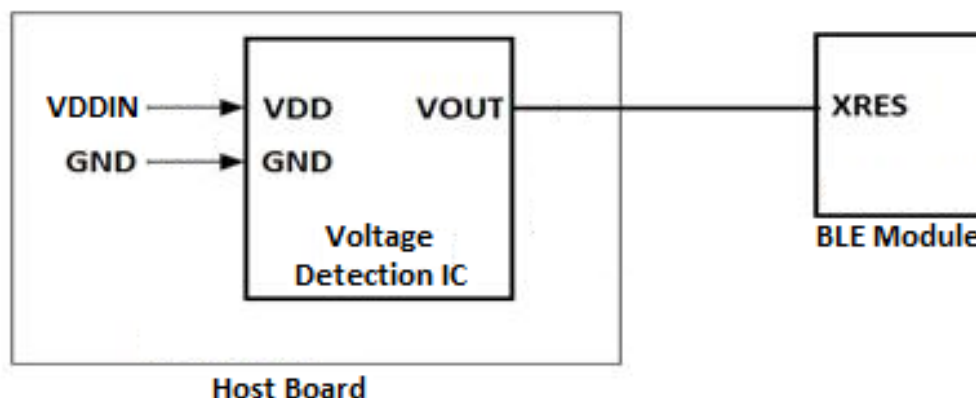 VDDIN
VDD
VOUT
XRES
GND
GND
Voltage
Detection IC
BLE Module
Host Board